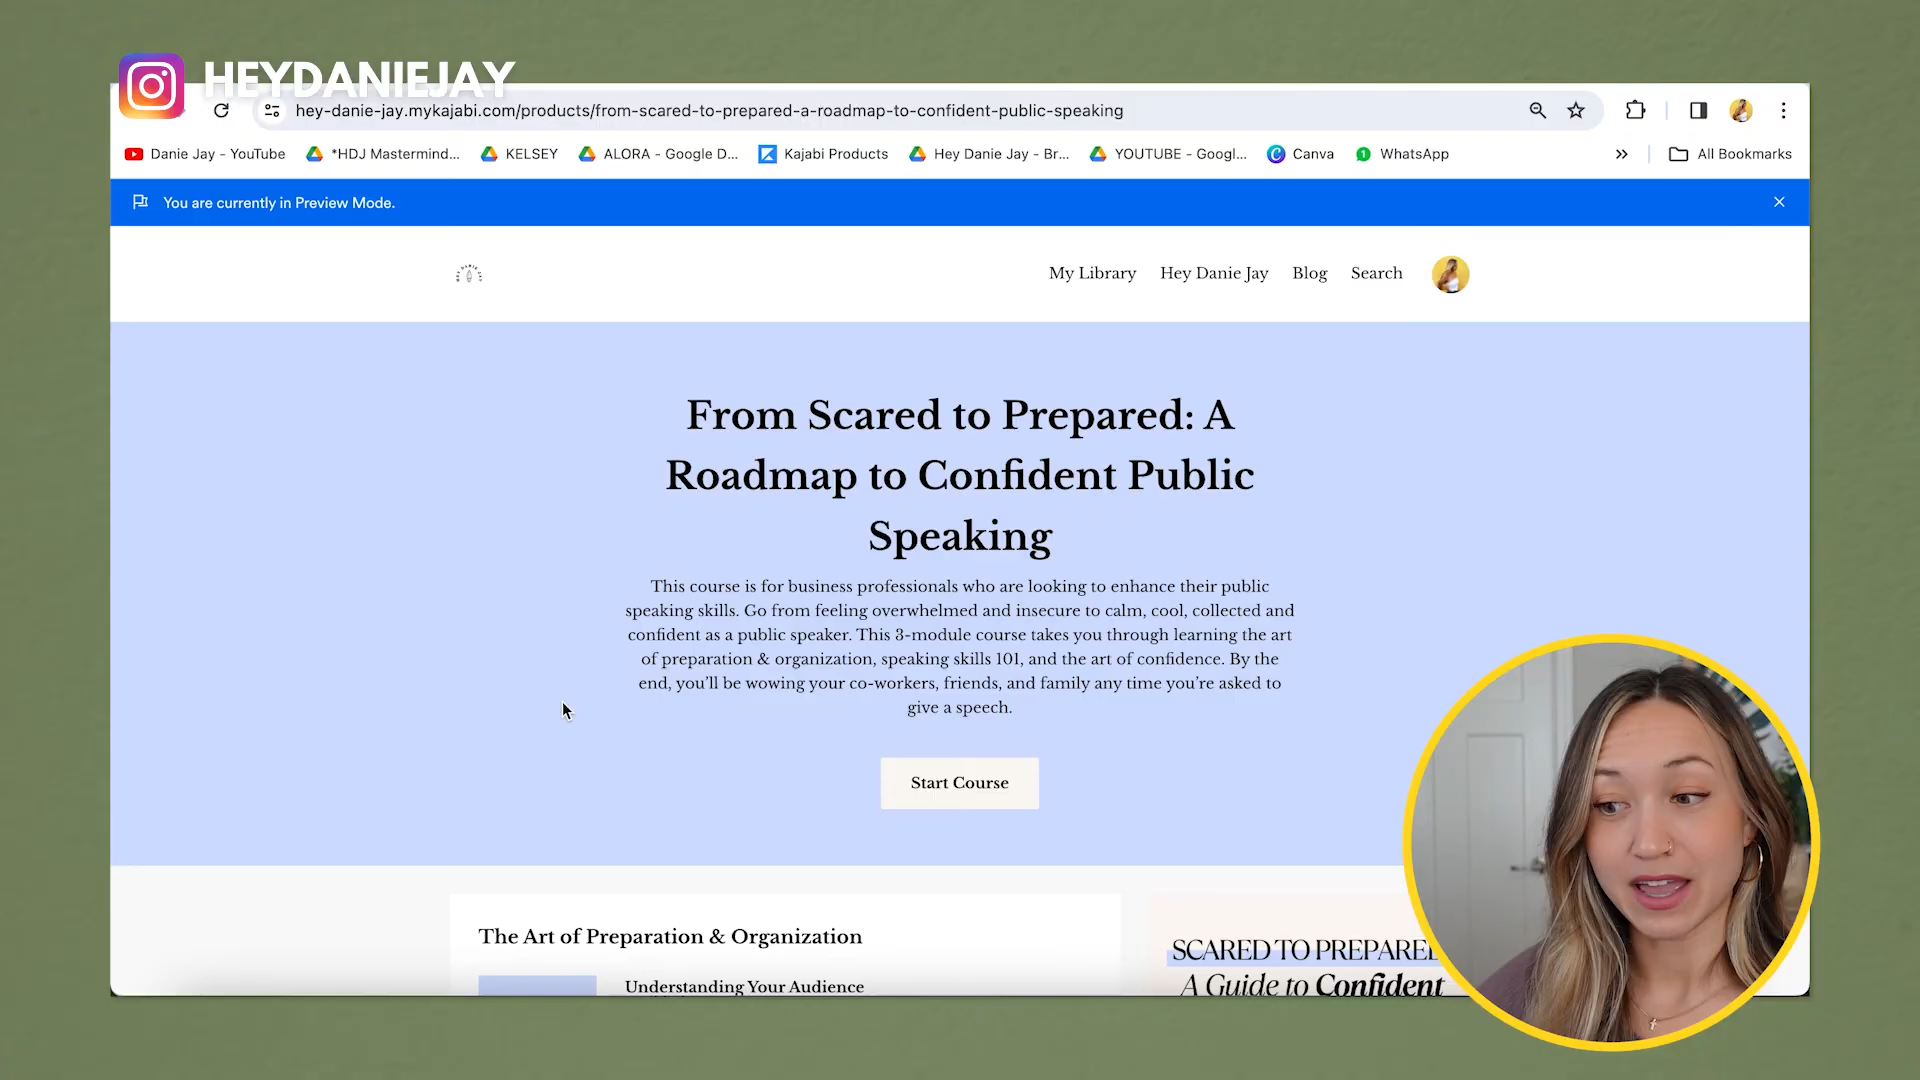 HEYDANIEJAY
hey-danie-jay.mykajabi.com/products/from-scared-to-prepared-a-roadmap-to-confident-public-speaking
Danie Jay - YouTube
*HDJ Mastermind...
KELSEY
ALORA - Google D...
Kajabi Products
Hey Danie Jay - Br...
YOUTUBE - Googl...
Canva
1
WhatsApp
All Bookmarks
You are currently in Preview Mode.
My Library
Hey Danie Jay
Blog
Search
From Scared to Prepared: A
Roadmap to Confident Public
Speaking
This course is for business professionals who are looking to enhance their public
speaking skills. Go from feeling overwhelmed and insecure to calm, cool, collected and
confident as a public speaker. This 3-module course takes you through learning the art
of preparation & organization, speaking skills 101, and the art of confidence. By the
end, you’ll be wowing your co-workers, friends, and family any time you’re asked to
give a speech.
Start Course
The Art of Preparation & Organization
Understanding Your Audience
SCARED TO PREPARED
A Guide to Confident